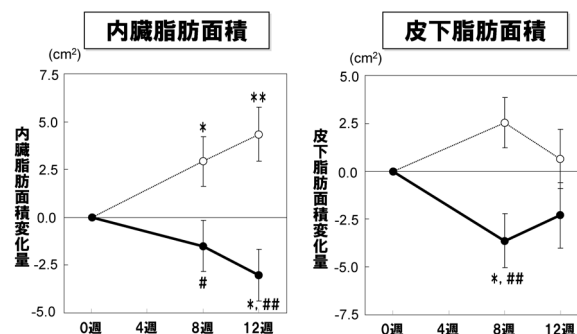 内臓脂肪面積
(cm²)
7.5
5.0
2.5
0.0
-2.5
-5.0
内臓脂肪面積変化量
*
**
#
*, ##
0週
4週
8週
12週
皮下脂肪面積
(cm²)
5.0
2.5
0.0
-2.5
-5.0
-7.5
皮下脂肪面積変化量
*, ##
0週
4週
8週
12週